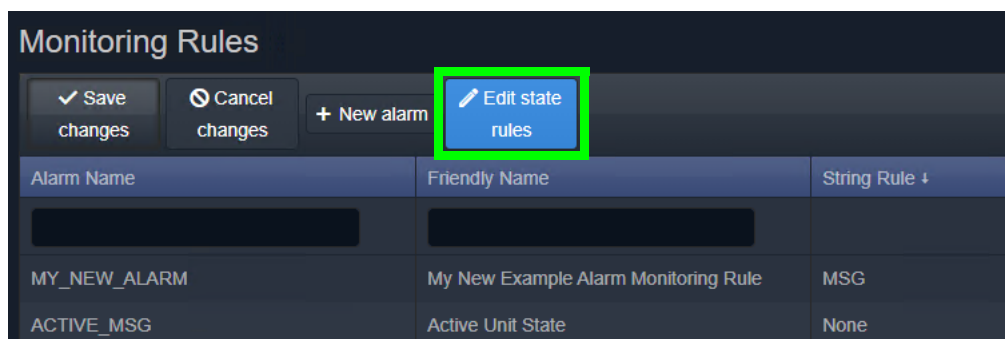 Monitoring Rules
Save changes
Cancel changes
+ New alarm
Edit state rules
Alarm Name Friendly Name String Rule ↓
MY_NEW_ALARM My New Example Alarm Monitoring Rule MSG
ACTIVE_MSG Active Unit State None